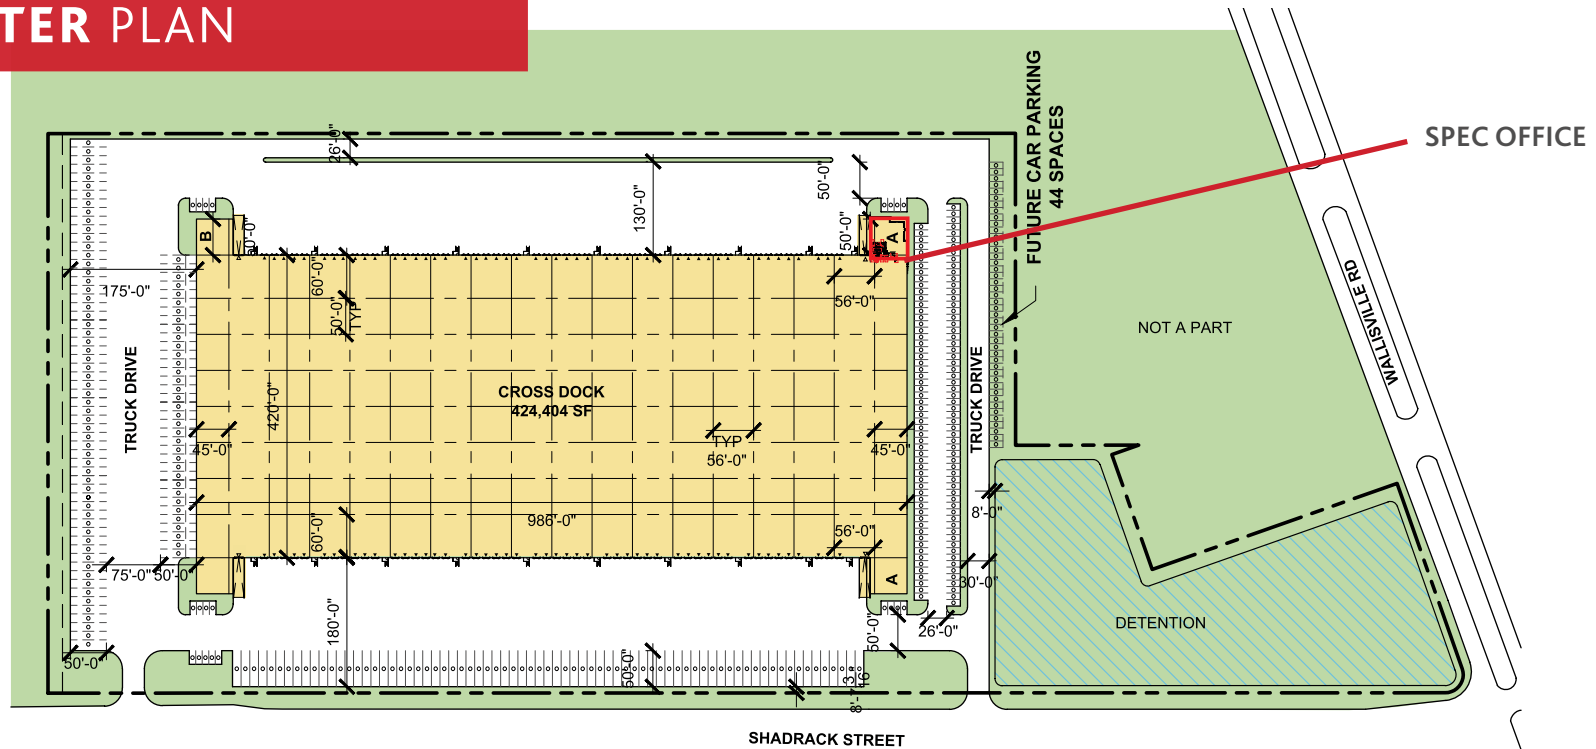 TER PLAN
SPEC OFFICE
FUTURE CAR PARKING
44 SPACES
26'-0"
130'-0"
50'-0"
50'-0"
B
A
175'-0"
60'-0"
50'-0"
TYP
56'-0"
NOT A PART
WALLISVILLE RD
TRUCK DRIVE
CROSS DOCK
424,404 SF
420'-0"
TRUCK DRIVE
45'-0"
TYP
56'-0"
45'-0"
986'-0"
60'-0"
56'-0"
8'-0"
75'-0"
50'-0"
A
30'-0"
180'-0"
50'-0"
26'-0"
DETENTION
50'-0"
SHADRACK STREET